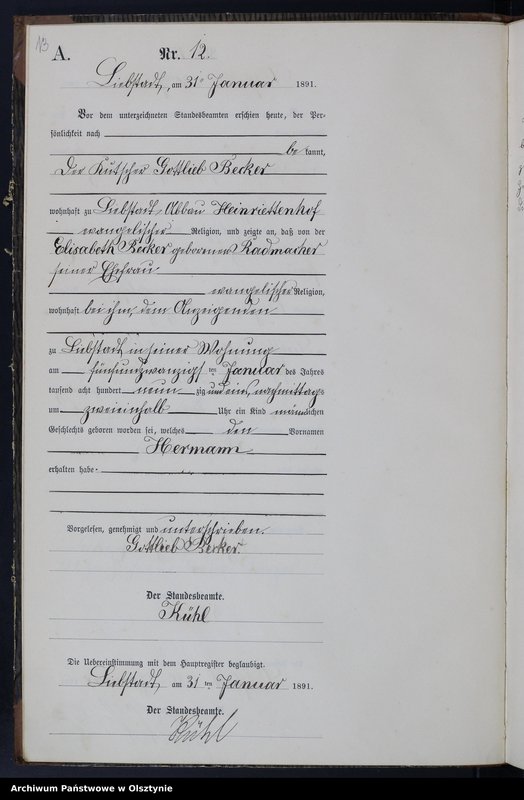 13
A.
Nr. 12.
Liebstadt, am 31ten Januar 1891.
Vor dem unterzeichneten Standesbeamten erschien heute, der Per-
sönlichkeit nach
be kannt,
Der Kutscher Gottlieb Becker
wohnhaft zu Liebstadt Abbau Heinriettenhof
evangelischer Religion, und zeigte an, daß von der
Elisabeth Becker geborenen Radmacher
seiner Ehefrau
evangelischer Religion,
wohnhaft bei ihm, dem Anzeigenden
zu Liebstadt in seiner Wohnung
am fünfundzwanzigsten Januar des Jahres
tausend acht hundert neun zig und eins, nachmittags
um zweieinhalb Uhr ein Kind männlichen
Geschlechts geboren worden sei, welches den Vornamen
Hermann
erhalten habe.
Vorgelesen, genehmigt und unterschrieben.
Gottlieb Becker.
Der Standesbeamte.
Kühl
Die Uebereinstimmung mit dem Hauptregister beglaubigt.
Liebstadt, am 31ten Januar 1891.
Der Standesbeamte.
Kühl
Archiwum Państwowe w Olsztynie